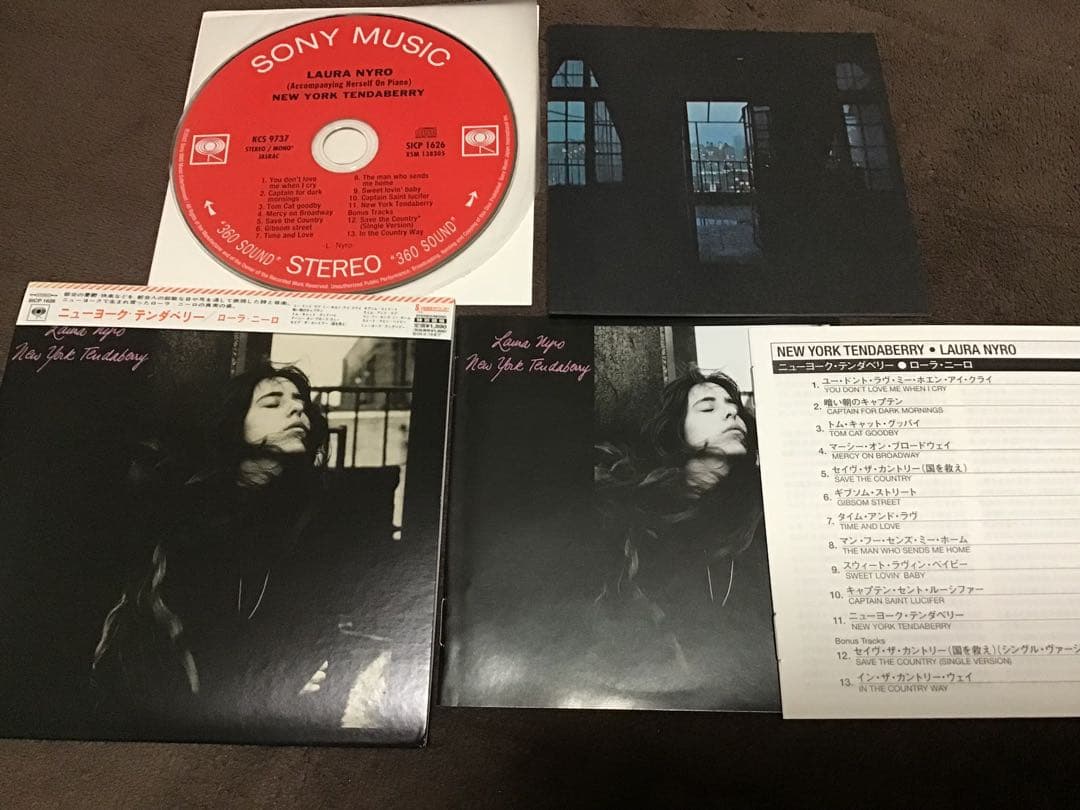 SONY MUSIC
LAURA NYRO
(Accompanying Herself On Piano)
NEW YORK TENDABERRY
KCS 9737
STEREO / MONO*
JASRAC
SICP 1626
XSM 138305
1. You don't love
me when I cry
2. Captain for dark
mornings
3. Tom Cat goodby
4. Mercy on Broadway
5. Save the Country
6. Gibsom street
7. Time and Love
8. The man who sends
me home
9. Sweet lovin' baby
10. Captain Saint lucifer
11. New York Tendaberry
Bonus Tracks
12. Save the Country*
(Single Version)
13. In the Country Way
-L. Nyro-
"360 SOUND" STEREO "360 SOUND"
SICP 1626
ニューヨーク・テンダベリー/ローラ・ニーロ
Laura Nyro
New York Tendaberry
Laura Nyro
New York Tendaberry
NEW YORK TENDABERRY • LAURA NYRO
ニューヨーク・テンダベリー ● ローラ・ニーロ
1. ユー・ドント・ラヴ・ミー・ホエン・アイ・クライ
YOU DON'T LOVE ME WHEN I CRY
2. 暗い朝のキャプテン
CAPTAIN FOR DARK MORNINGS
3. トム・キャット・グッバイ
TOM CAT GOODBY
4. マーシー・オン・ブロードウェイ
MERCY ON BROADWAY
5. セイヴ・ザ・カントリー(国を救え)
SAVE THE COUNTRY
6. ギブソム・ストリート
GIBSOM STREET
7. タイム・アンド・ラヴ
TIME AND LOVE
8. マン・フー・センズ・ミー・ホーム
THE MAN WHO SENDS ME HOME
9. スウィート・ラヴィン・ベイビー
SWEET LOVIN' BABY
10. キャプテン・セント・ルーシファー
CAPTAIN SAINT LUCIFER
11. ニューヨーク・テンダベリー
NEW YORK TENDABERRY
Bonus Tracks
12. セイヴ・ザ・カントリー(国を救え)(シングル・ヴァーシ
SAVE THE COUNTRY (SINGLE VERSION)
13. イン・ザ・カントリー・ウェイ
IN THE COUNTRY WAY